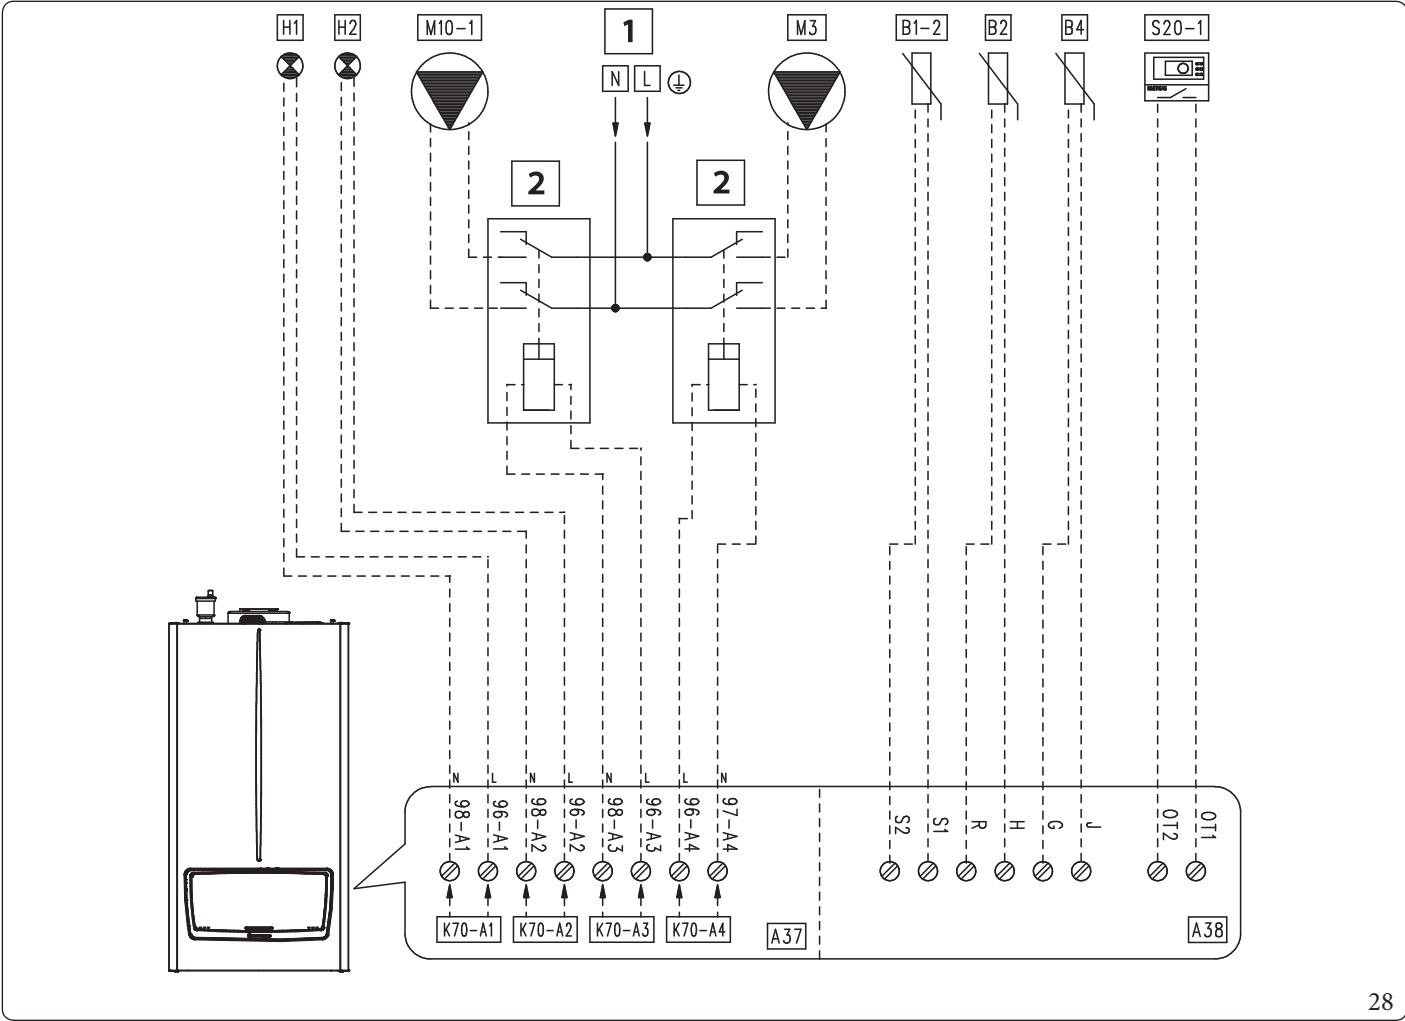 H1 H2 M10-1 1 M3 B1-2 B2 B4 S20-1
N L
2 2
N L N L N L L N
98-A1 96-A1 98-A2 96-A2 98-A3 96-A3 96-A4 97-A4 S2 S1 R H G J OT2 OT1
K70-A1 K70-A2 K70-A3 K70-A4 A37 A38
28